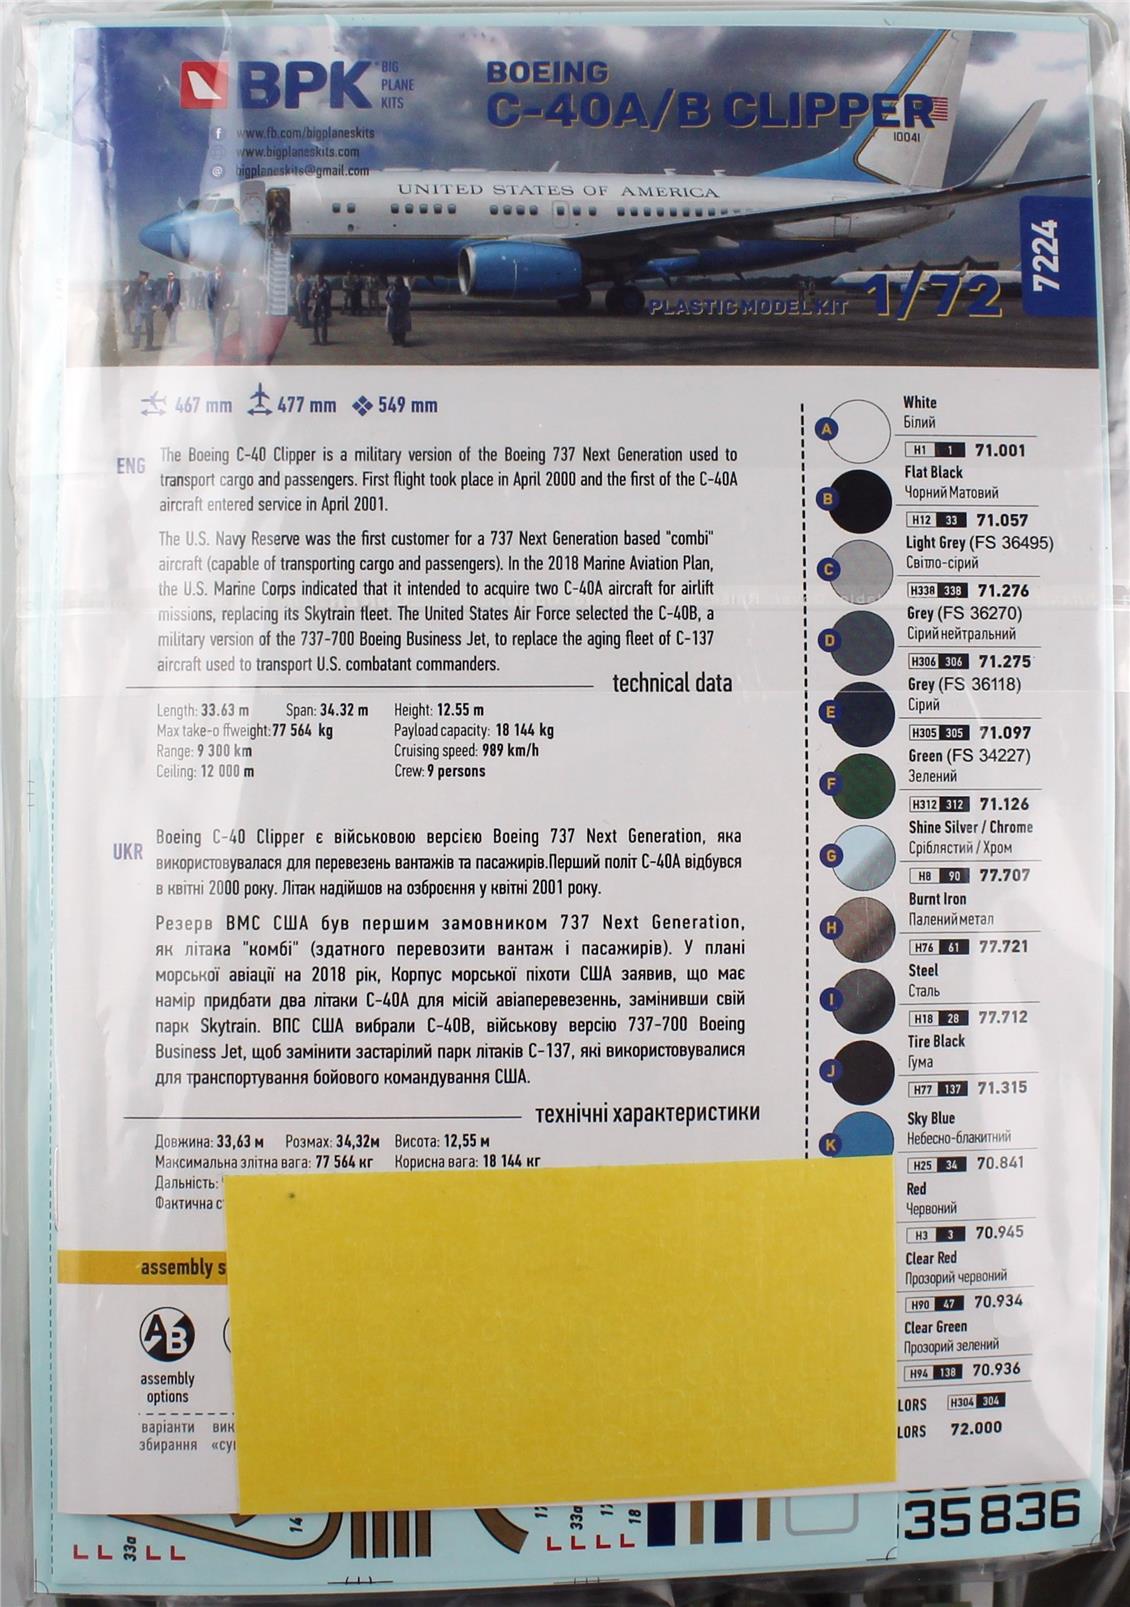 BPK BIG
PLANE
KITS
www.fb.com/bigplaneskits
www.bigplaneskits.com
bigplaneskits@gmail.com
BOEING
C-40A/B CLIPPER
10041
UNITED STATES OF AMERICA
7224
PLASTIC MODEL KIT 1/72
467 mm 477 mm 549 mm
ENG
The Boeing C-40 Clipper is a military version of the Boeing 737 Next Generation used to
transport cargo and passengers. First flight took place in April 2000 and the first of the C-40A
aircraft entered service in April 2001.
The U.S. Navy Reserve was the first customer for a 737 Next Generation based "combi"
aircraft (capable of transporting cargo and passengers). In the 2018 Marine Aviation Plan,
the U.S. Marine Corps indicated that it intended to acquire two C-40A aircraft for airlift
missions, replacing its Skytrain fleet. The United States Air Force selected the C-40B, a
military version of the 737-700 Boeing Business Jet, to replace the aging fleet of C-137
aircraft used to transport U.S. combatant commanders.
technical data
Length: 33.63 m Span: 34.32 m Height: 12.55 m
Max take-o ffweight:77 564 kg Payload capacity: 18 144 kg
Range: 9 300 km Cruising speed: 989 km/h
Ceiling: 12 000 m Crew: 9 persons
UKR
Boeing C-40 Clipper є військовою версією Boeing 737 Next Generation, яка
використовувалася для перевезень вантажів та пасажирів.Перший політ C-40A відбувся
в квітні 2000 року. Літак надійшов на озброєння у квітні 2001 року.
Резерв ВМС США був першим замовником 737 Next Generation,
як літака "комбі" (здатного перевозити вантаж і пасажирів). У плані
морської авіації на 2018 рік, Корпус морської піхоти США заявив, що має
намір придбати два літаки C-40A для місій авіаперевезеннь, замінивши свій
парк Skytrain. ВПС США вибрали C-40B, військову версію 737-700 Boeing
Business Jet, щоб замінити застарілий парк літаків C-137, які використовувалися
для транспортування бойового командування США.
технічні характеристики
Довжина: 33,63 м Розмах: 34,32м Висота: 12,55 м
Максимальна злітна вага: 77 564 кг Корисна вага: 18 144 кг
Дальність:
Фактична с
assembly s
AB
assembly
options
варіанти вик
збирання «су
A
White
Білий
H1 1 71.001
B
Flat Black
Чорний Матовий
H12 33 71.057
C
Light Grey (FS 36495)
Світло-сірий
H338 338 71.276
D
Grey (FS 36270)
Сірий нейтральний
H306 306 71.275
E
Grey (FS 36118)
Сірий
H305 305 71.097
F
Green (FS 34227)
Зелений
H312 312 71.126
G
Shine Silver / Chrome
Сріблястий / Хром
H8 90 77.707
H
Burnt Iron
Палений метал
H76 61 77.721
I
Steel
Сталь
H18 28 77.712
J
Tire Black
Гума
H77 137 71.315
K
Sky Blue
Небесно-блакитний
H25 34 70.841
Red
Червоний
H3 3 70.945
Clear Red
Прозорий червоний
H90 47 70.934
Clear Green
Прозорий зелений
H94 138 70.936
LORS H304 304
LORS 72.000
33a
14
33a
18
35836